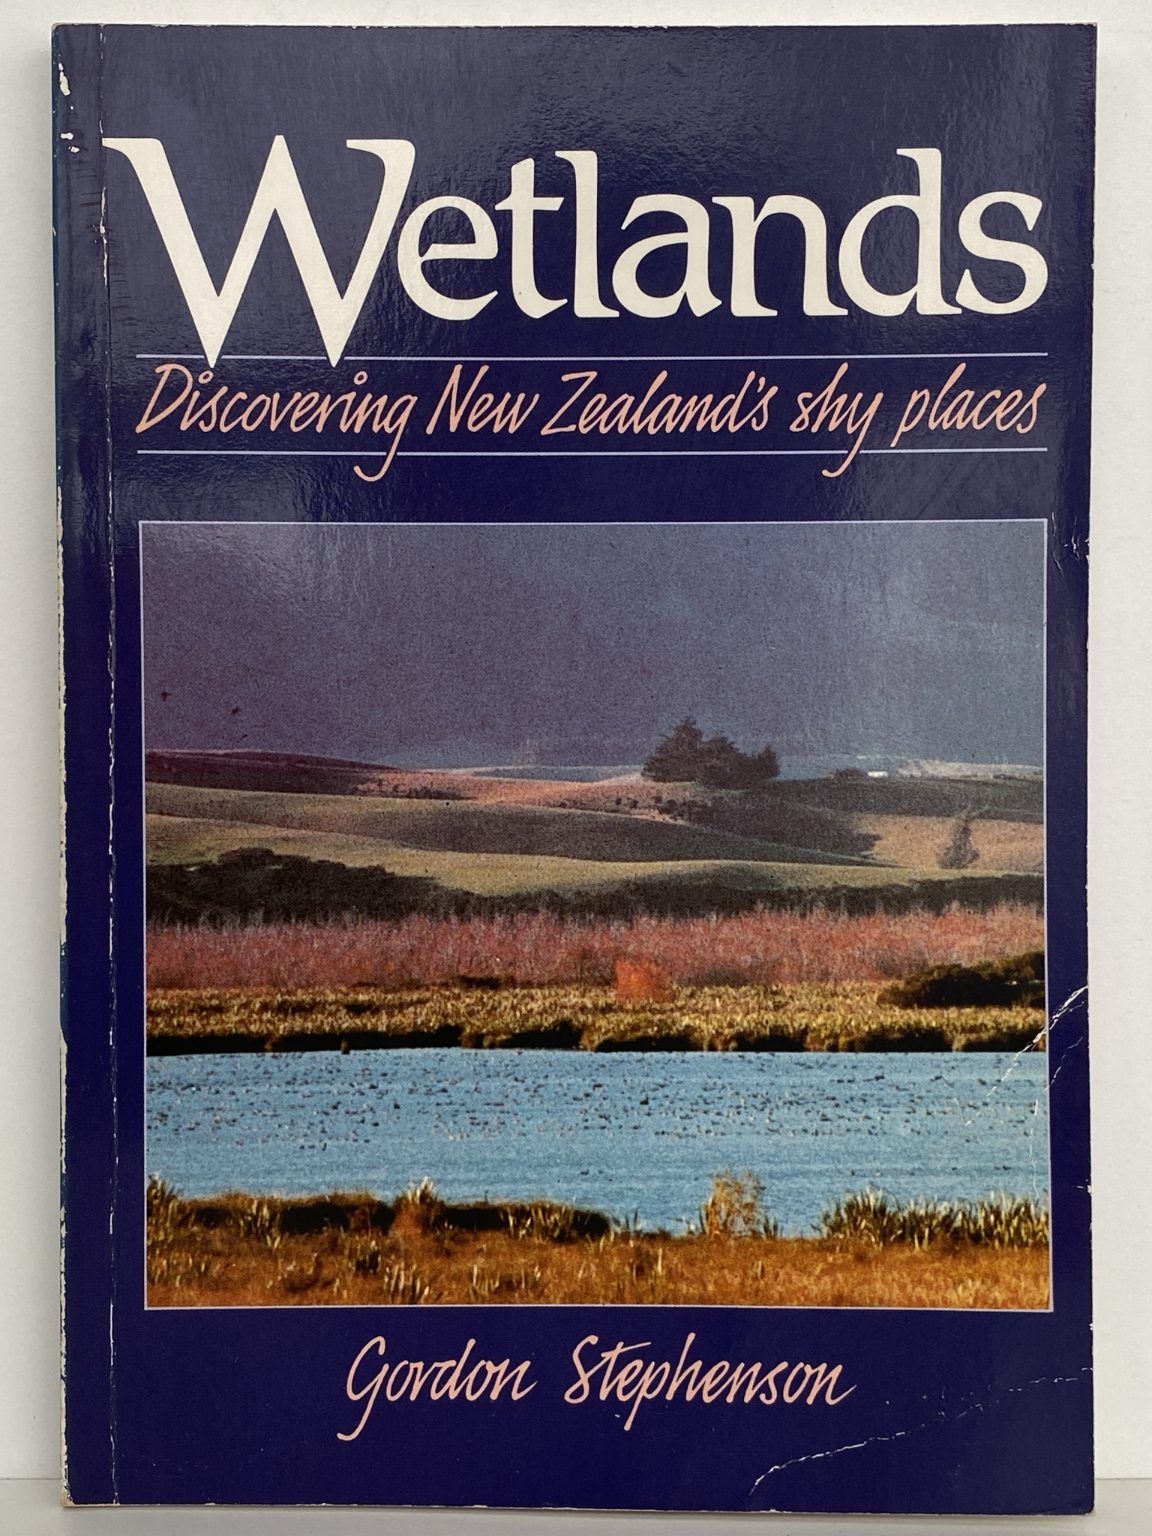 Wetlands
Discovering New Zealand's shy places
Gordon Stephenson